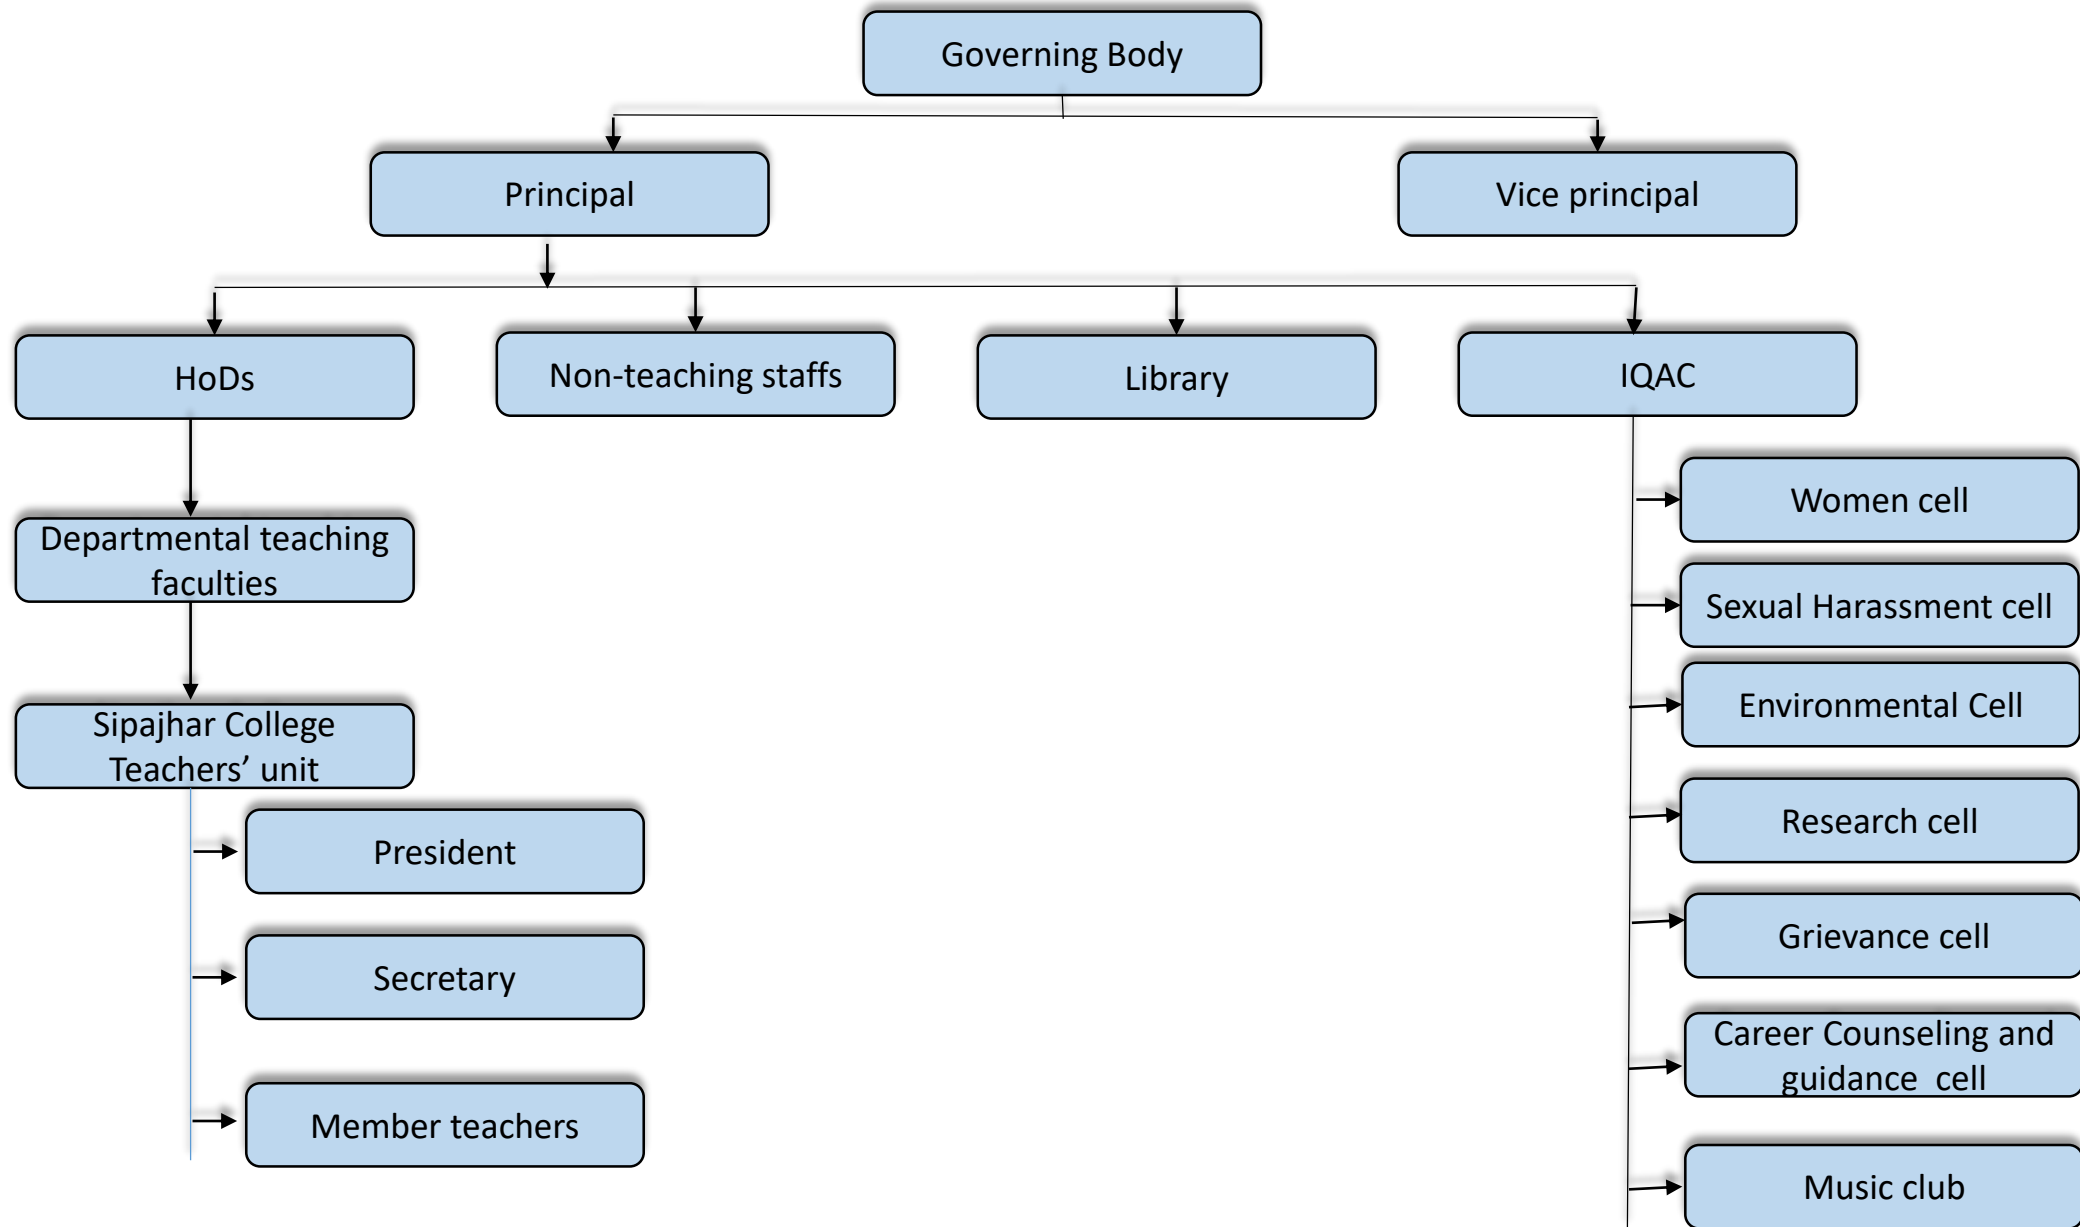 Governing Body
Principal
Vice principal
HoDs
Non-teaching staffs
Library
IQAC
Departmental teaching
faculties
Sipajhar College
Teachers’ unit
President
Secretary
Member teachers
Women cell
Sexual Harassment cell
Environmental Cell
Research cell
Grievance cell
Career Counseling and
guidance  cell
Music club